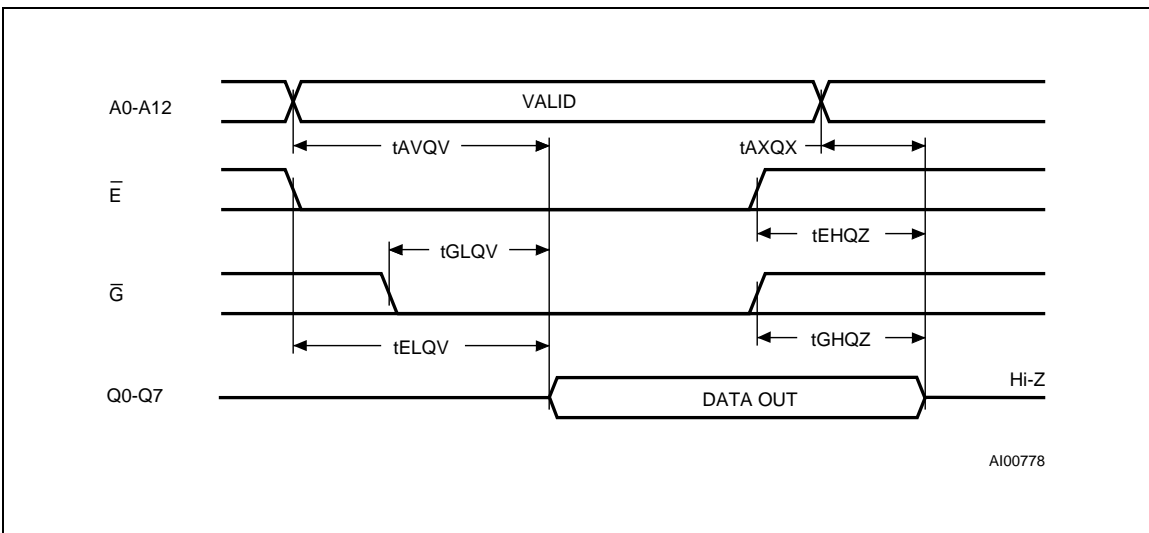 A0-A12
VALID
tAVQV
tAXQX
E̅
tEHQZ
tGLQV
G̅
tGHQZ
tELQV
Q0-Q7
DATA OUT
Hi-Z
AI00778